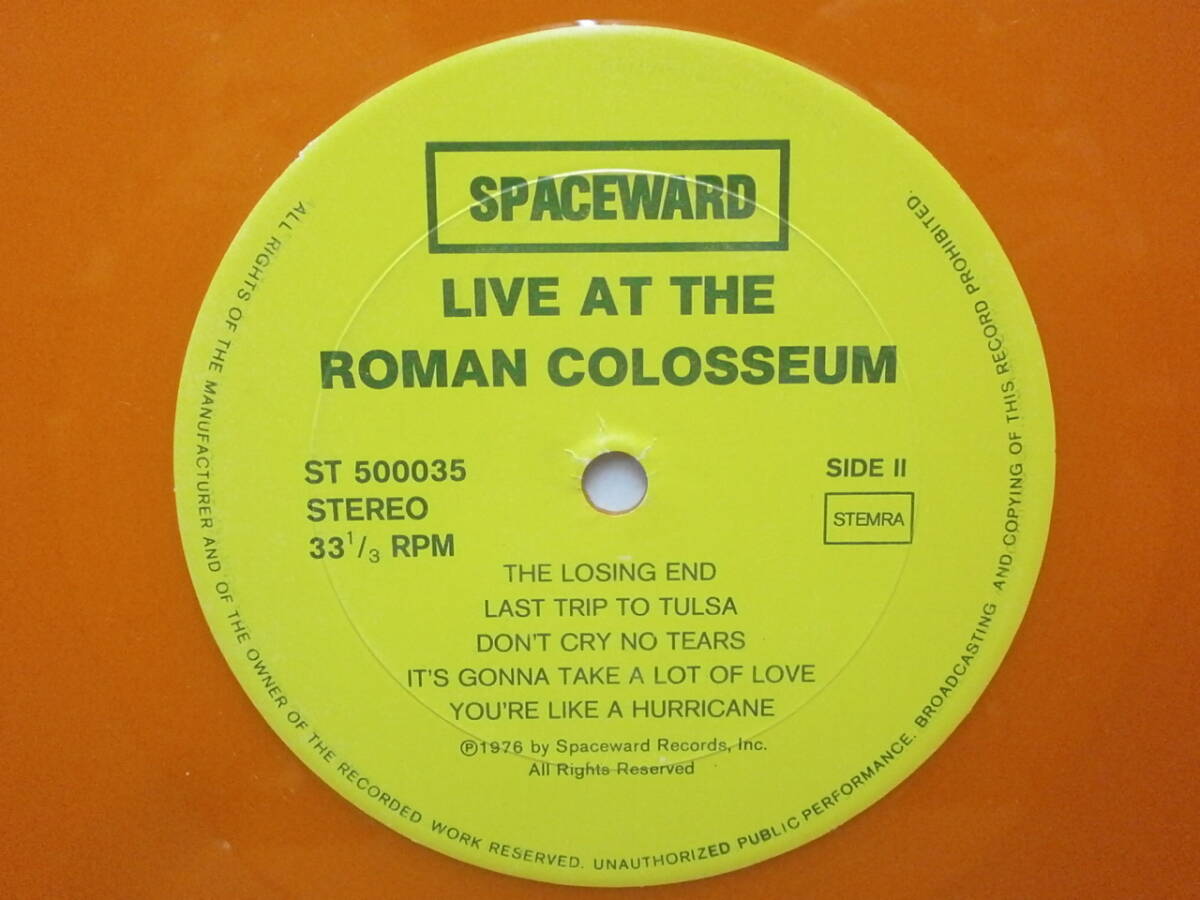 SPACEWARD
LIVE AT THE
ROMAN COLOSSEUM
ST 500035
STEREO
33 1/3 RPM
SIDE II
STEMRA
THE LOSING END
LAST TRIP TO TULSA
DON'T CRY NO TEARS
IT'S GONNA TAKE A LOT OF LOVE
YOU'RE LIKE A HURRICANE
℗1976 by Spaceward Records, Inc.
All Rights Reserved
ALL RIGHTS OF THE MANUFACTURER AND OF THE OWNER OF THE RECORDED WORK RESERVED. UNAUTHORIZED PUBLIC PERFORMANCE. BROADCASTING AND COPYING OF THIS RECORD PROHIBITED.